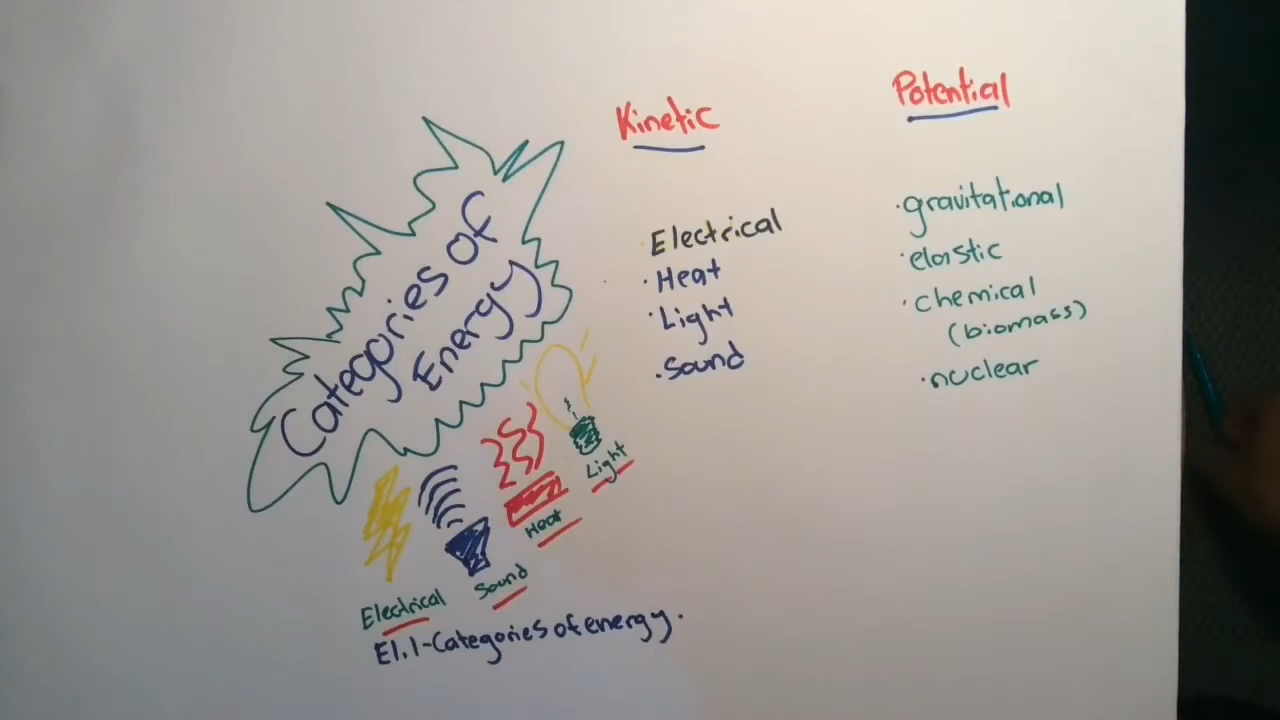 Categories of
Energy
Electrical
Sound
Heat
Light
E1.1-Categories of energy.
Kinetic
Electrical
·Heat
·Light
·Sound
Potential
·gravitational
·elastic
·chemical
(biomass)
·nuclear